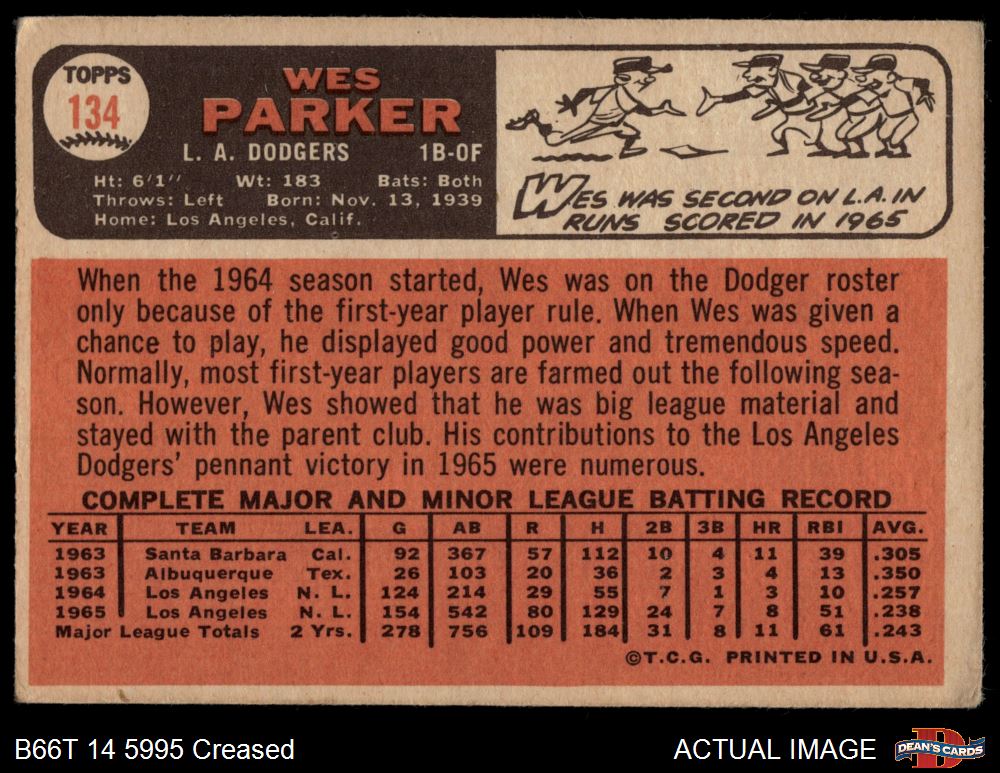 TOPPS
134
WES
PARKER
L. A. DODGERS 1B-OF
Ht: 6'1'' Wt: 183 Bats: Both
Throws: Left Born: Nov. 13, 1939
Home: Los Angeles, Calif.
WES WAS SECOND ON L.A. IN
RUNS SCORED IN 1965
When the 1964 season started, Wes was on the Dodger roster
only because of the first-year player rule. When Wes was given a
chance to play, he displayed good power and tremendous speed.
Normally, most first-year players are farmed out the following sea-
son. However, Wes showed that he was big league material and
stayed with the parent club. His contributions to the Los Angeles
Dodgers' pennant victory in 1965 were numerous.
COMPLETE MAJOR AND MINOR LEAGUE BATTING RECORD
YEAR TEAM LEA. G AB R H 2B 3B HR RBI AVG.
1963 Santa Barbara Cal. 92 367 57 112 10 4 11 39 .305
1963 Albuquerque Tex. 26 103 20 36 2 3 4 13 .350
1964 Los Angeles N. L. 124 214 29 55 7 1 3 10 .257
1965 Los Angeles N. L. 154 542 80 129 24 7 8 51 .238
Major League Totals 2 Yrs. 278 756 109 184 31 8 11 61 .243
©T.C.G. PRINTED IN U.S.A.
B66T 14 5995 Creased ACTUAL IMAGE DEAN'S CARDS